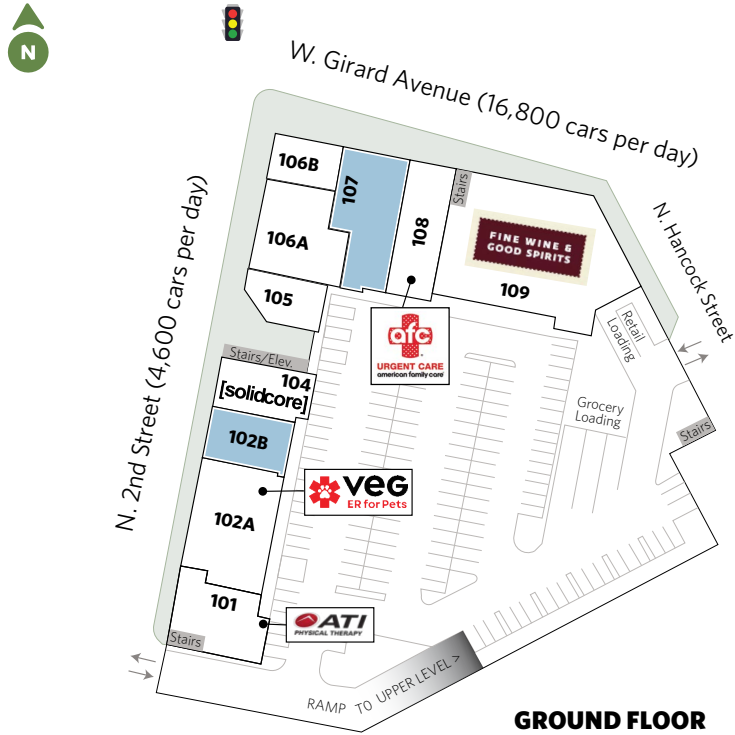 N
W. Girard Avenue (16,800 cars per day)
N. 2nd Street (4,600 cars per day)
N. Hancock Street
106B
107
108
Stairs
106A
FINE WINE &
GOOD SPIRITS
109
105
afc
URGENT CARE
american family care
Retail
Loading
Stairs/Elev.
104
[solidcore]
Grocery
Loading
Stairs
102B
VEG
ER for Pets
102A
101
ATI
PHYSICAL THERAPY
Stairs
RAMP TO UPPER LEVEL >
GROUND FLOOR